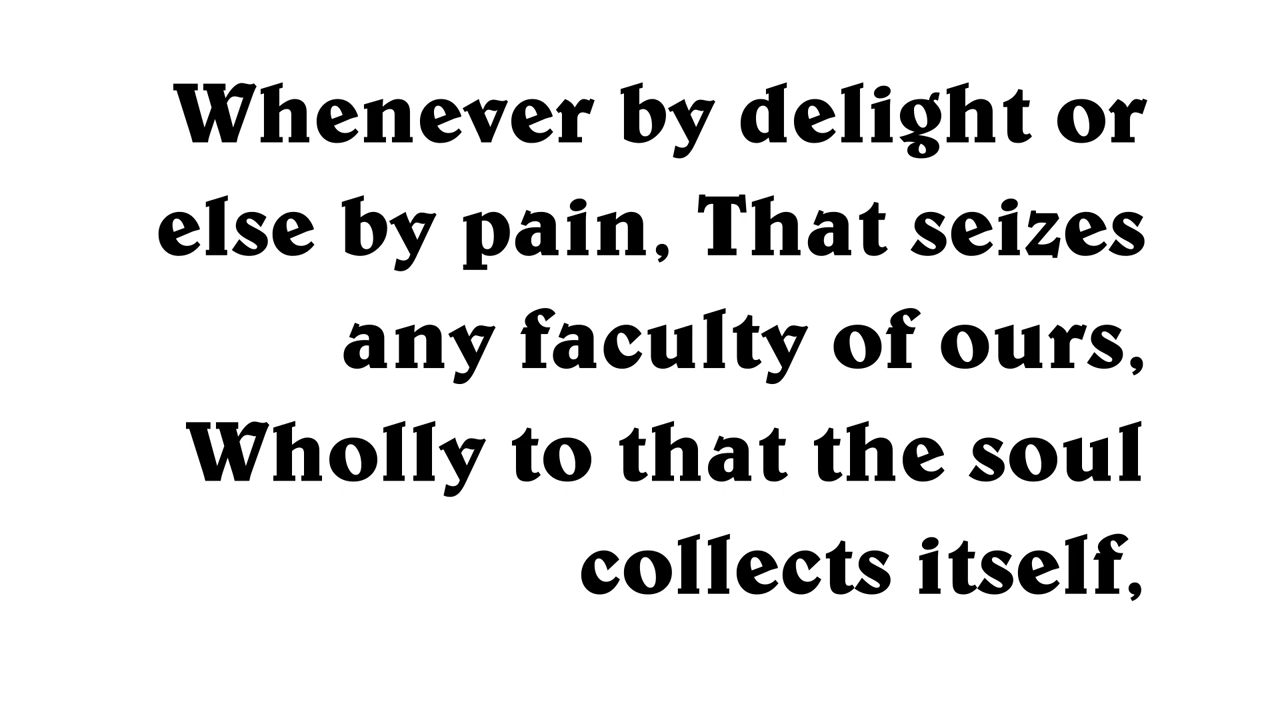 Whenever by delight or
else by pain, That seizes
any faculty of ours,
Wholly to that the soul
collects itself,